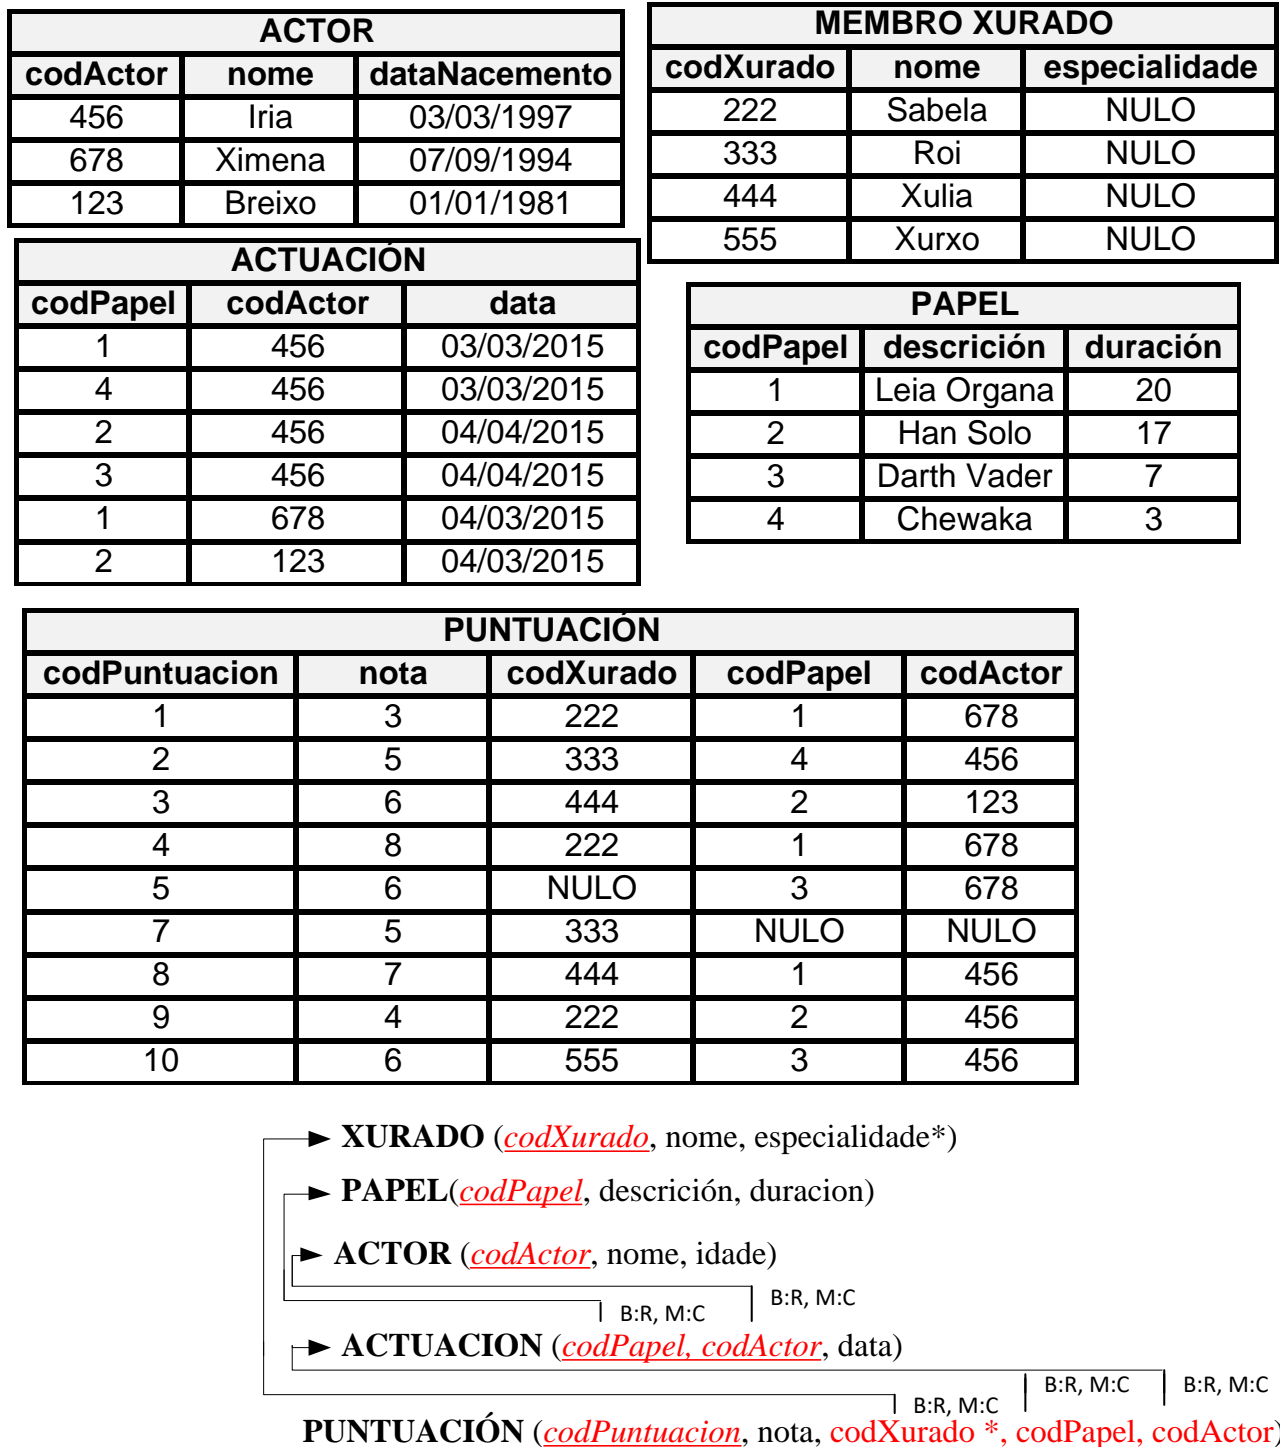 ACTOR
codActor nome dataNacemento
456 Iria 03/03/1997
678 Ximena 07/09/1994
123 Breixo 01/01/1981
MEMBRO XURADO
codXurado nome especialidade
222 Sabela NULO
333 Roi NULO
444 Xulia NULO
555 Xurxo NULO
ACTUACIÓN
codPapel codActor data
1 456 03/03/2015
4 456 03/03/2015
2 456 04/04/2015
3 456 04/04/2015
1 678 04/03/2015
2 123 04/03/2015
PAPEL
codPapel descrición duración
1 Leia Organa 20
2 Han Solo 17
3 Darth Vader 7
4 Chewaka 3
PUNTUACIÓN
codPuntuacion nota codXurado codPapel codActor
1 3 222 1 678
2 5 333 4 456
3 6 444 2 123
4 8 222 1 678
5 6 NULO 3 678
7 5 333 NULO NULO
8 7 444 1 456
9 4 222 2 456
10 6 555 3 456
XURADO (codXurado, nome, especialidade*)
PAPEL(codPapel, descrición, duracion)
ACTOR (codActor, nome, idade)
B:R, M:C B:R, M:C
ACTUACION (codPapel, codActor, data)
B:R, M:C B:R, M:C B:R, M:C
PUNTUACIÓN (codPuntuacion, nota, codXurado *, codPapel, codActor)